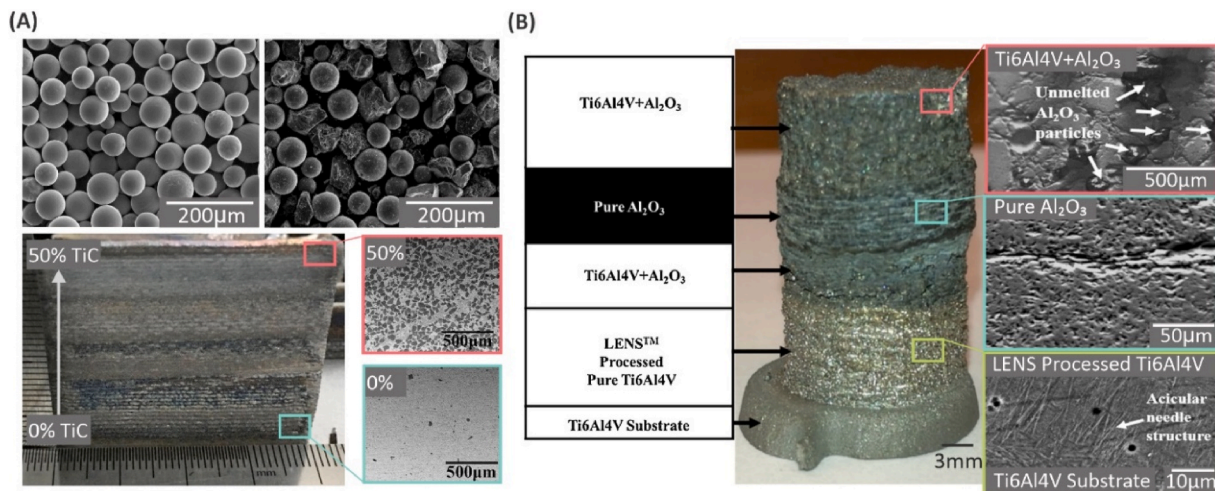 (A)
200μm
200μm
50% TiC
0% TiC
mm
50%
500μm
0%
500μm
(B)
Ti6Al4V+Al₂O₃
Pure Al₂O₃
Ti6Al4V+Al₂O₃
LENS™
Processed
Pure Ti6Al4V
Ti6Al4V Substrate
3mm
Ti6Al4V+Al₂O₃
Unmelted
Al₂O₃
particles
500μm
Pure Al₂O₃
50μm
LENS Processed Ti6Al4V
Acicular
needle
structure
Ti6Al4V Substrate
10μm